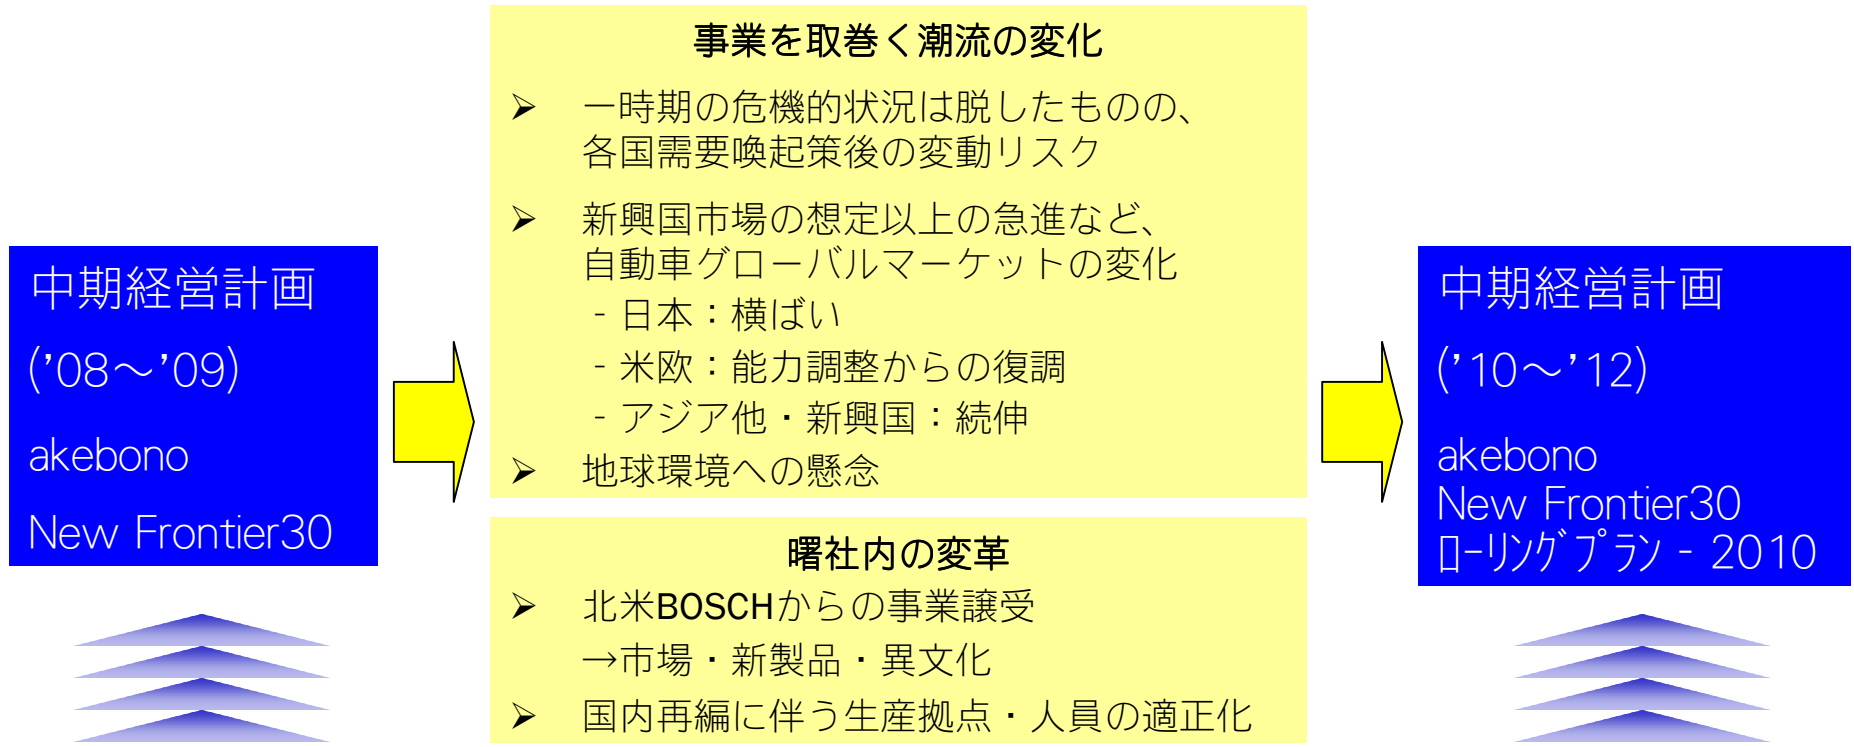 中期経営計画
('08～'09)
akebono
New Frontier30
事業を取巻く潮流の変化
➢ 一時期の危機的状況は脱したものの、
各国需要喚起策後の変動リスク
➢ 新興国市場の想定以上の急進など、
自動車グローバルマーケットの変化
- 日本：横ばい
- 米欧：能力調整からの復調
- アジア他・新興国：続伸
➢ 地球環境への懸念
曙社内の変革
➢ 北米BOSCHからの事業譲受
→市場・新製品・異文化
➢ 国内再編に伴う生産拠点・人員の適正化
中期経営計画
('10～'12)
akebono
New Frontier30
ﾛｰﾘﾝｸﾞﾌﾟﾗﾝ - 2010